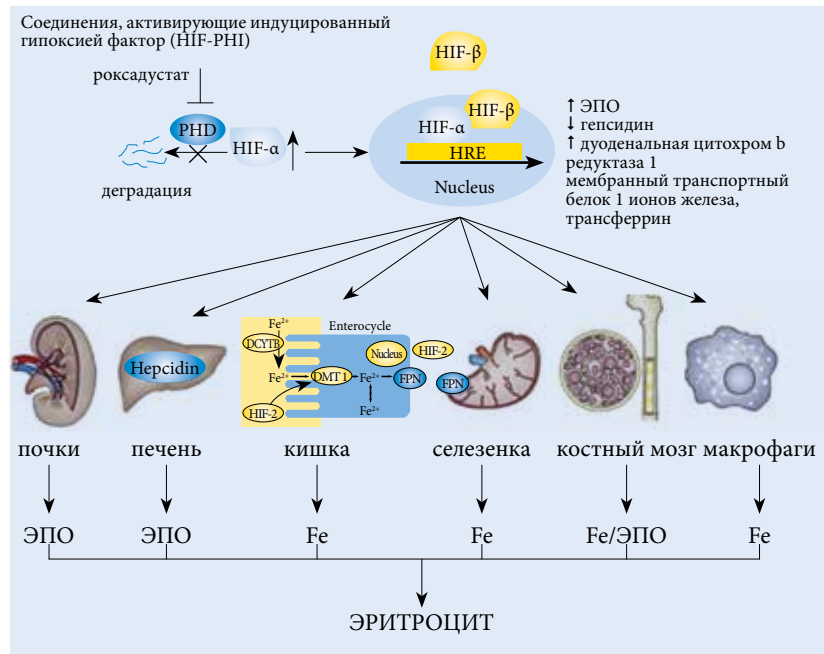 Соединения, активирующие индуцированный
гипоксией фактор (HIF-PHI)
роксадустат
PHD
HIF-α
деградация
HIF-β
HIF-β
HIF-α
HRE
Nucleus
↑ ЭПО
↓ гепсидин
↑ дуоденальная цитохром b
редуктаза 1
мембранный транспортный
белок 1 ионов железа,
трансферрин
Hepcidin
Fe²⁺
Enterocycle
DCYTB
Nucleus
HIF-2
Fe²⁺
DMT 1
Fe²⁺
FPN
FPN
HIF-2
Fe²⁺
почки
печень
кишка
селезенка
костный мозг
макрофаги
ЭПО
ЭПО
Fe
Fe
Fe/ЭПО
Fe
ЭРИТРОЦИТ